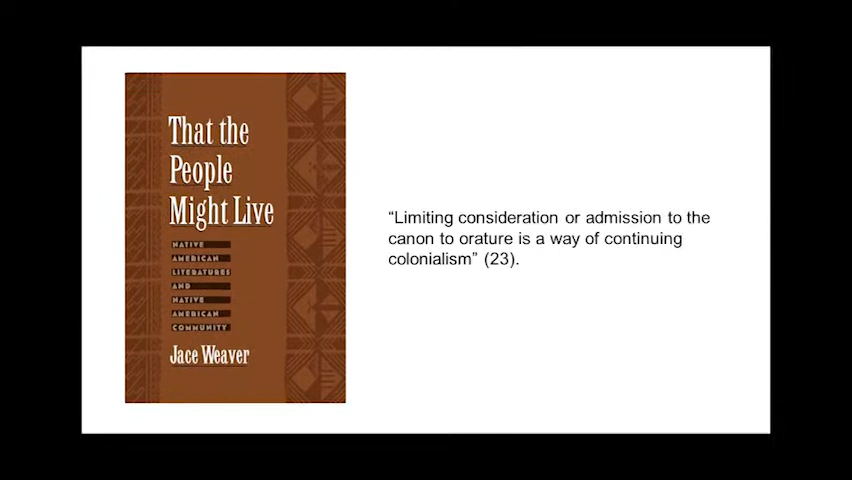 That the
People
Might Live
NATIVE
AMERICAN
LITERATURES
AND
NATIVE
AMERICAN
COMMUNITY
Jace Weaver
“Limiting consideration or admission to the
canon to orature is a way of continuing
colonialism” (23).